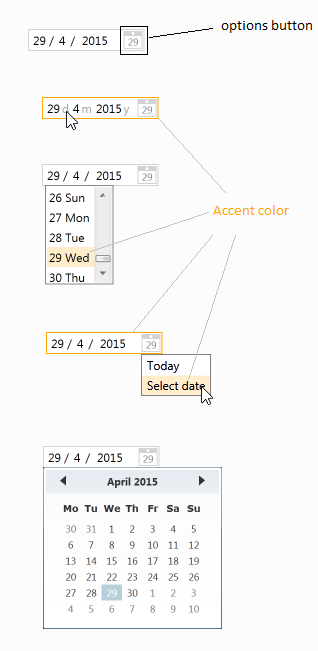 options button
29 / 4 / 2015 29
29 d 4 m 2015 y 29
29 / 4 / 2015 29
26 Sun
27 Mon
28 Tue
29 Wed
30 Thu
Accent color
29 / 4 / 2015 29
Today
Select date
29 / 4 / 2015 29
April 2015
Mo Tu We Th Fr Sa Su
30 31 1 2 3 4 5
6 7 8 9 10 11 12
13 14 15 16 17 18 19
20 21 22 23 24 25 26
27 28 29 30 1 2 3
4 5 6 7 8 9 10